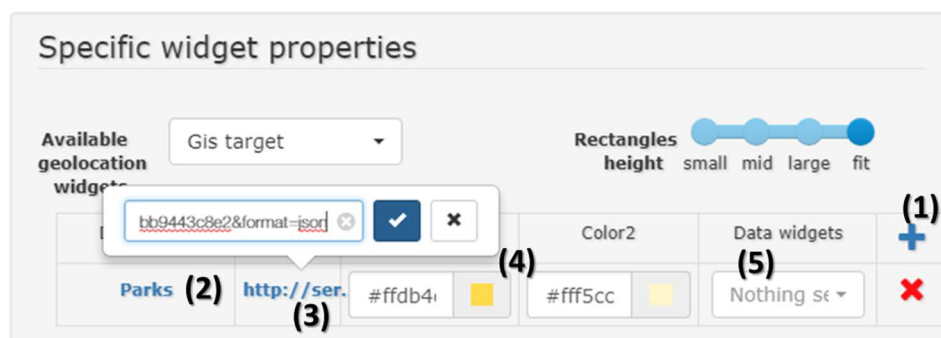 Specific widget properties
Available geolocation widgets
Gis target
Rectangles height
small mid large fit
(1)
bb9443c8e2&format=json
Color2
Data widgets
(4)
(5)
Parks (2)
http://ser.
(3)
#ffdb4
#fff5cc
Nothing se